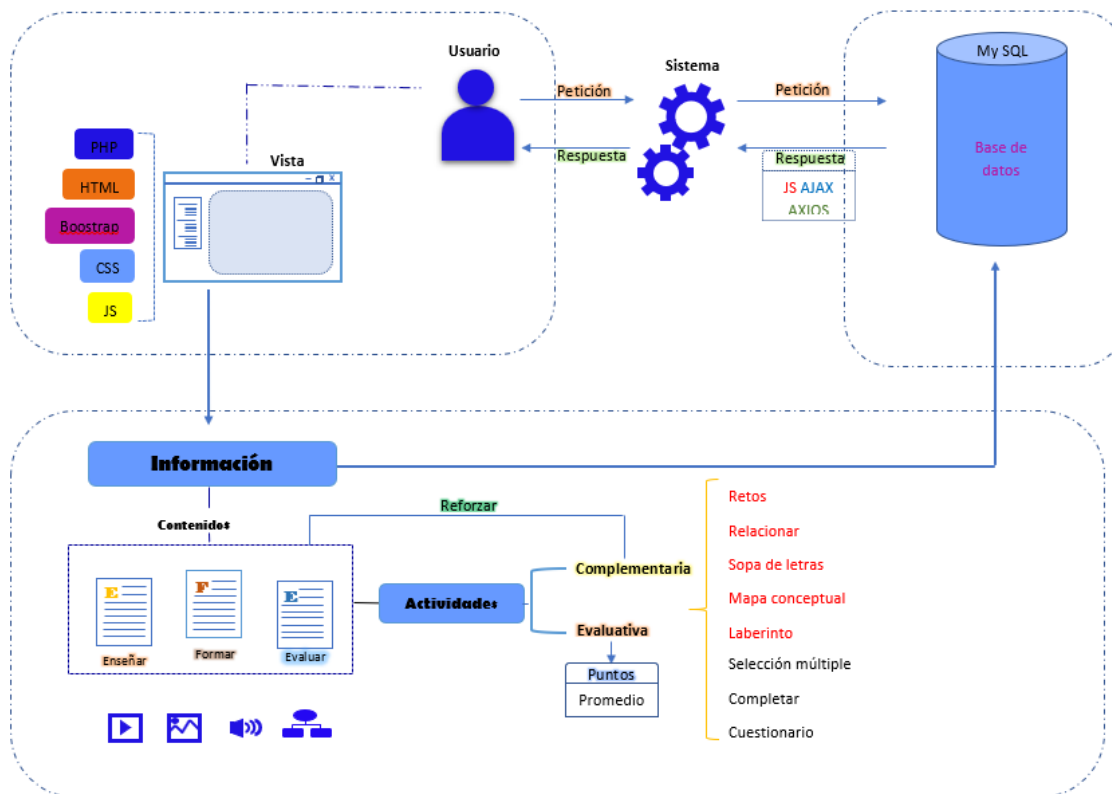 Usuario
My SQL
Sistema
Petición
Petición
PHP
Vista
Respuesta
Respuesta
Base de
datos
HTML
JS AJAX
AXIOS
Boostrap
CSS
JS
Información
Reforzar
Contenidos
Retos
Relacionar
Complementaria
Sopa de letras
E
F
E
Actividades
Mapa conceptual
Evaluativa
Laberinto
Enseñar
Formar
Evaluar
Selección múltiple
Puntos
Promedio
Completar
Cuestionario